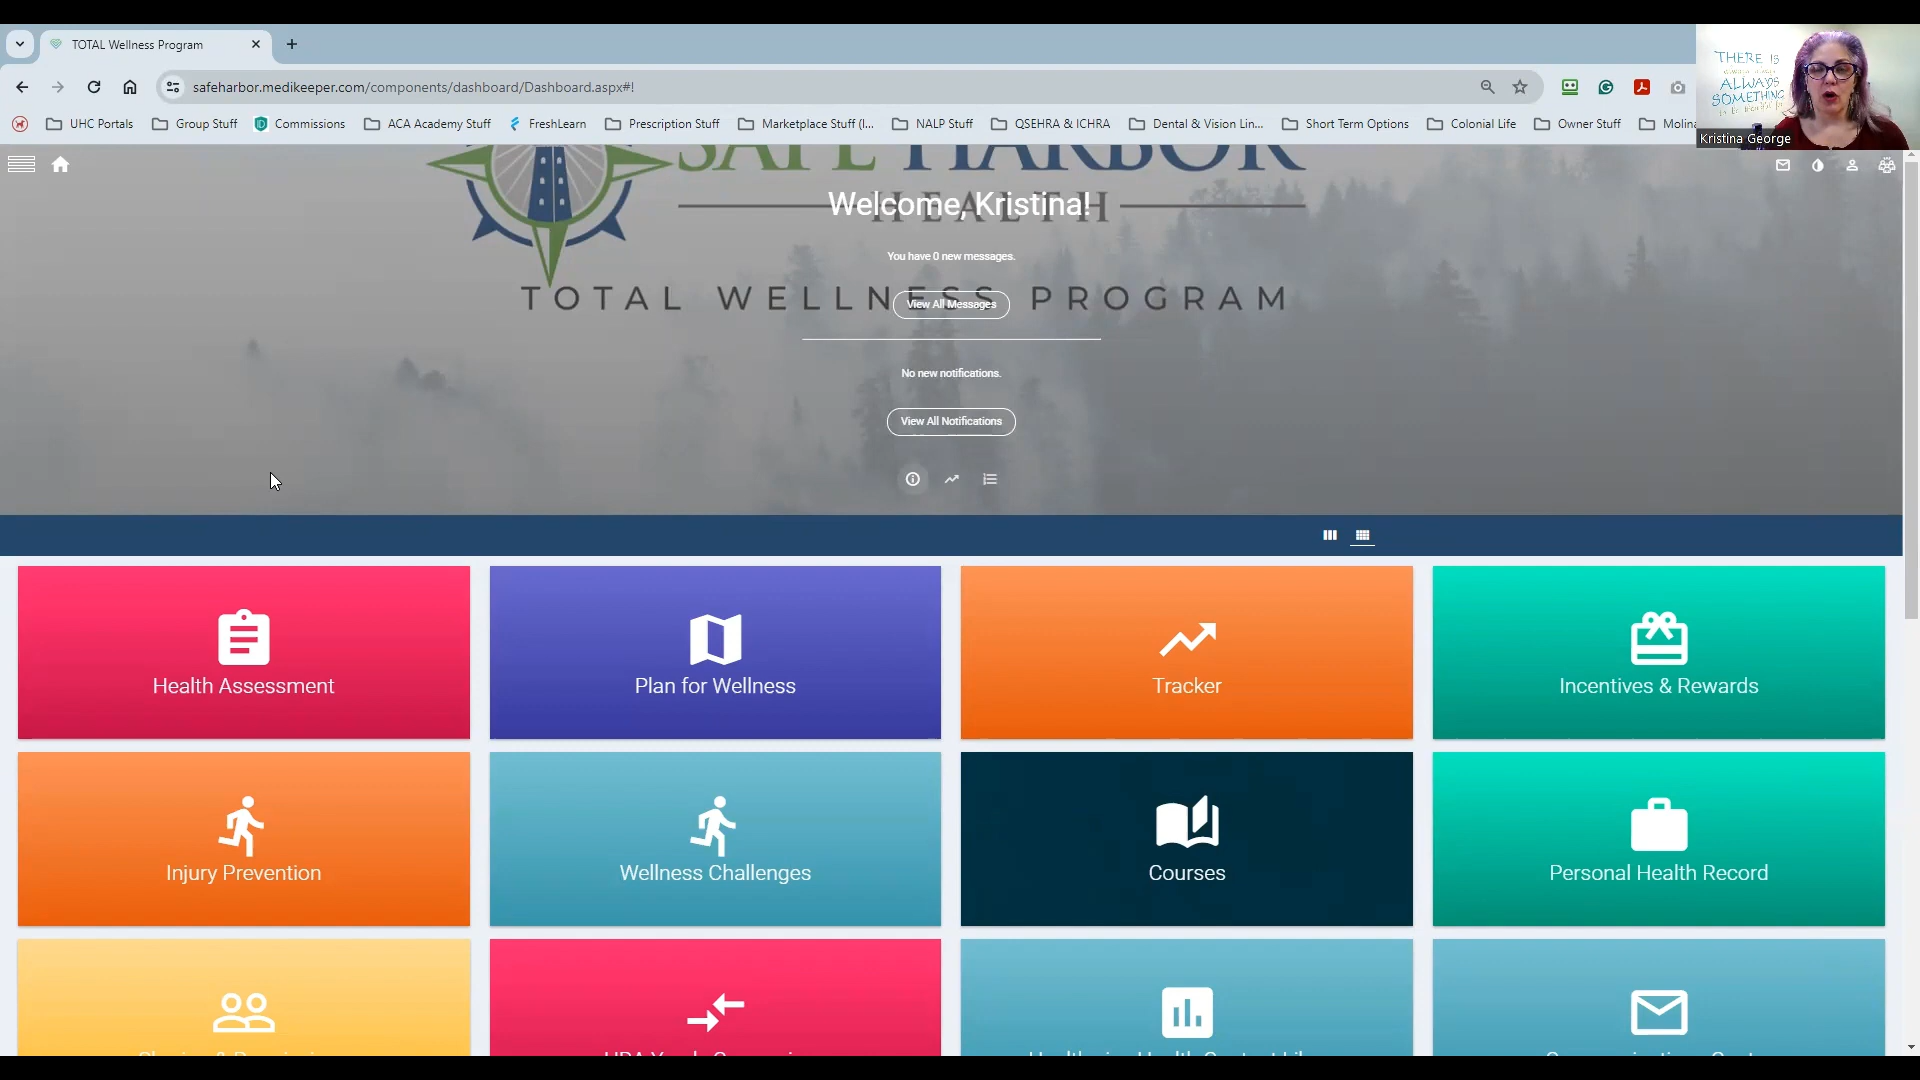 TOTAL Wellness Program
safeharbor.medikeeper.com/components/dashboard/Dashboard.aspx#!
UHC Portals
Group Stuff
Commissions
ACA Academy Stuff
FreshLearn
Prescription Stuff
Marketplace Stuff (I...
NALP Stuff
QSEHRA & ICHRA
Dental & Vision Lin...
Short Term Options
Colonial Life
Owner Stuff
Molina
THERE IS
ALWAYS
SOMETHING
Kristina George
SAFE HARBOR
HEALTH
Welcome, Kristina!
You have 0 new messages.
TOTAL WELLNESS PROGRAM
View All Messages
No new notifications.
View All Notifications
Health Assessment
Plan for Wellness
Tracker
Incentives & Rewards
Injury Prevention
Wellness Challenges
Courses
Personal Health Record